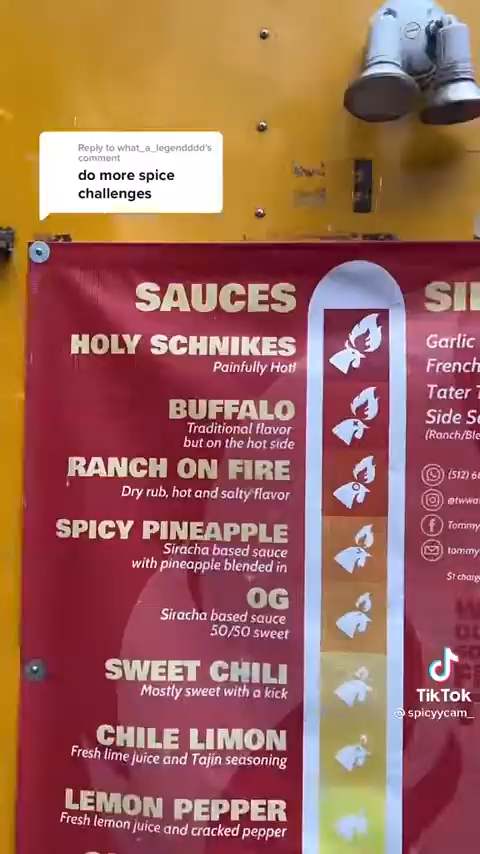 Reply to what_a_legendddd's
comment
do more spice
challenges
SAUCES
HOLY SCHNIKES
Painfully Hot!
BUFFALO
Traditional flavor
but on the hot side
RANCH ON FIRE
Dry rub, hot and salty flavor
SPICY PINEAPPLE
Siracha based sauce
with pineapple blended in
OG
Siracha based sauce
50/50 sweet
SWEET CHILI
Mostly sweet with a kick
CHILE LIMON
Fresh lime juice and Tajín seasoning
LEMON PEPPER
Fresh lemon juice and cracked pepper
Garlic
French
Tater
Side
(Ranch/Ble
(512)
Tommy
tommy
$1 charg
TikTok
@spicyycam_